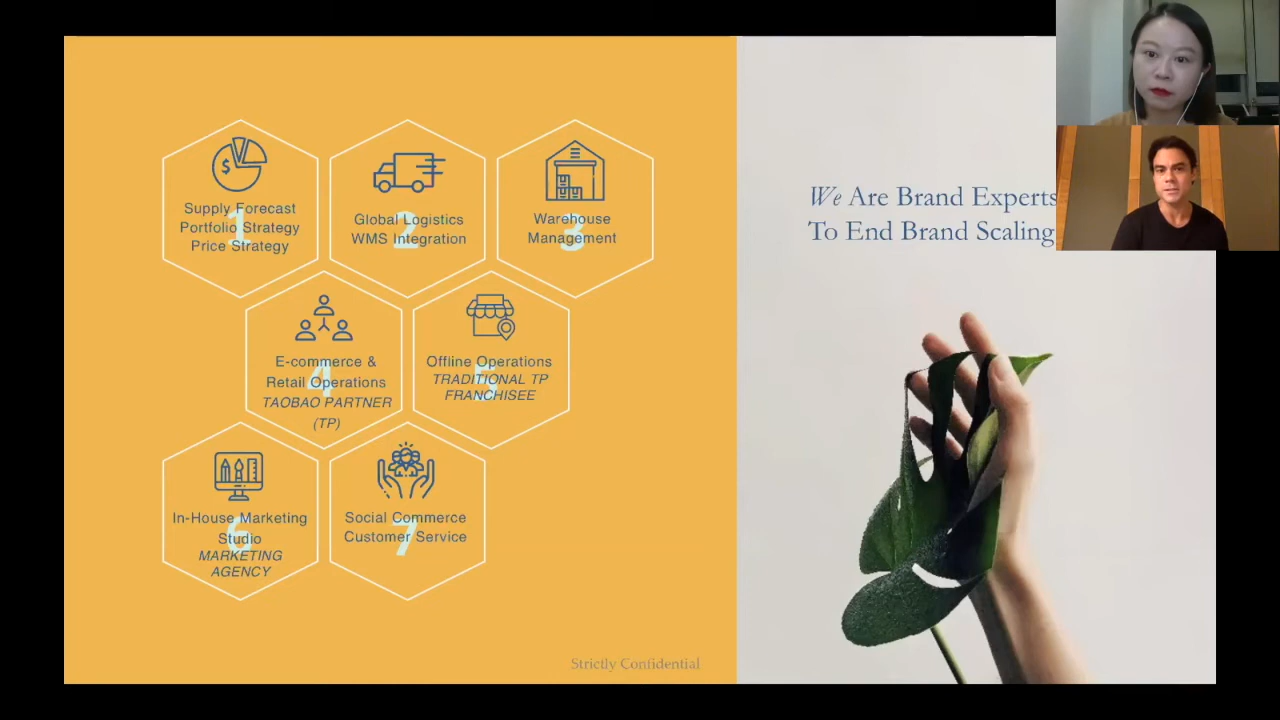 Supply Forecast
Portfolio Strategy
Price Strategy
1
Global Logistics
WMS Integration
2
Warehouse
Management
3
E-commerce &
Retail Operations
TAOBAO PARTNER
(TP)
4
Offline Operations
TRADITIONAL TP
FRANCHISEE
5
In-House Marketing
Studio
MARKETING
AGENCY
6
Social Commerce
Customer Service
7
Strictly Confidential
We Are Brand Experts
To End Brand Scaling
$